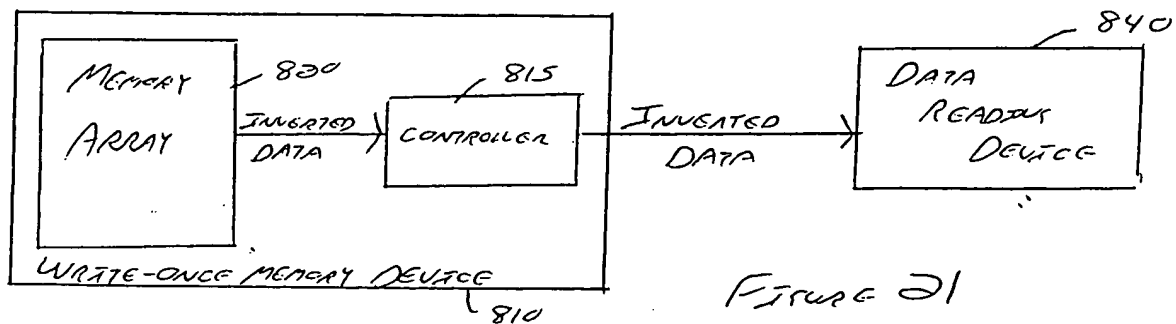 840
MEMORY
ARRAY
820
INVERTED
DATA
815
CONTROLLER
INVERTED
DATA
DATA
READING
DEVICE
WRITE-ONCE MEMORY DEVICE
810
FIGURE 21